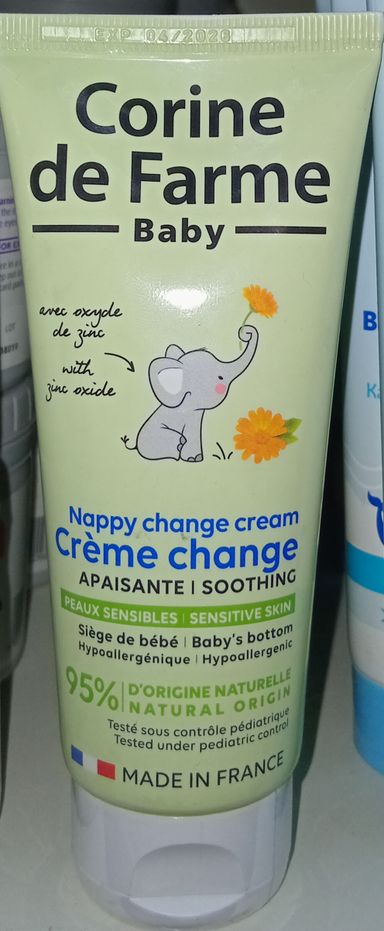 EXP 04/2026
Corine
de Farme
Baby
avec oxyde
de zinc
with
zinc oxide
Nappy change cream
Crème change
APAISANTE | SOOTHING
PEAUX SENSIBLES | SENSITIVE SKIN
Siège de bébé | Baby's bottom
Hypoallergénique | Hypoallergenic
95% D'ORIGINE NATURELLE
NATURAL ORIGIN
Testé sous contrôle pédiatrique
Tested under pediatric control
MADE IN FRANCE
LOT
B